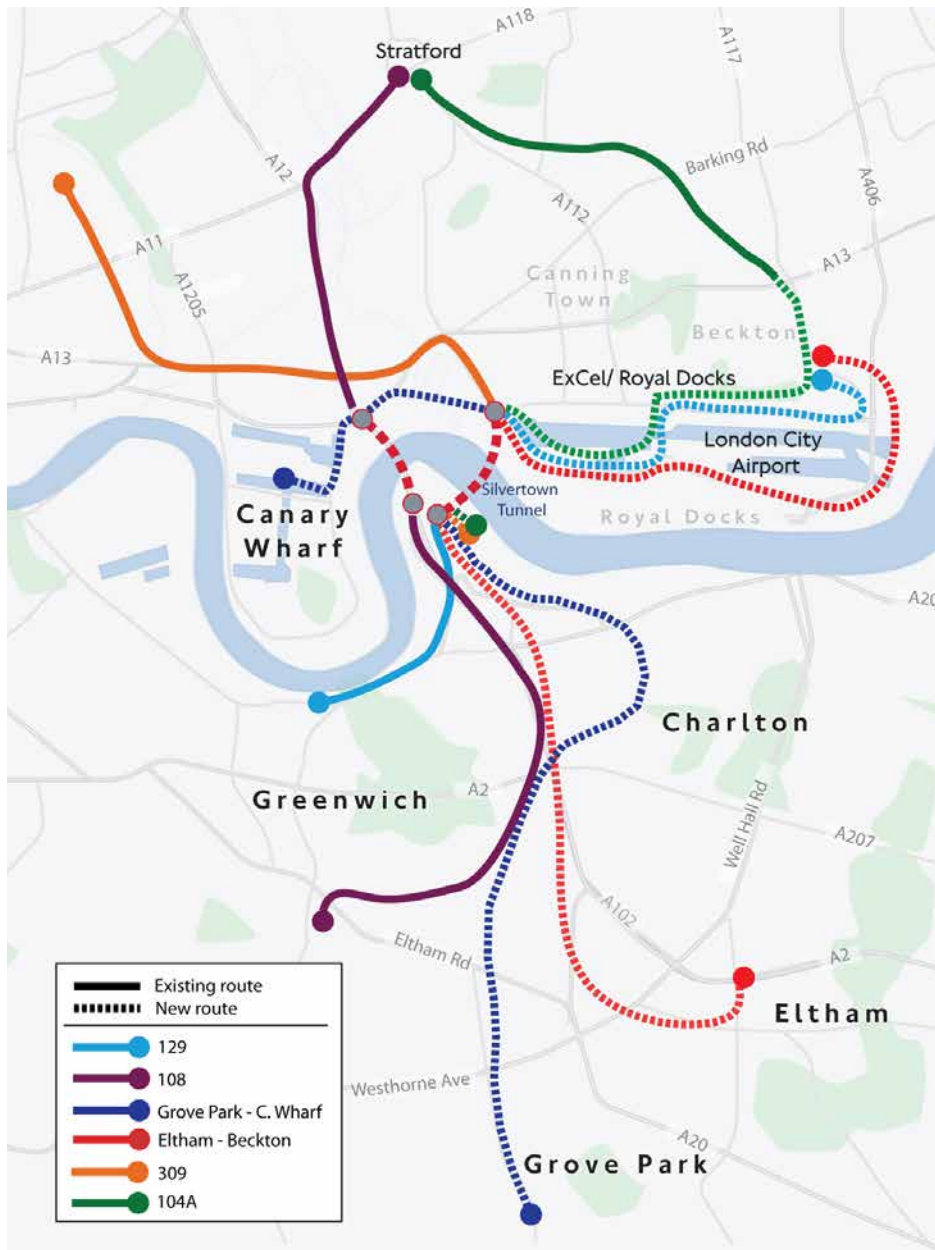 A118
Stratford
A117
A12
Barking Rd
A406
A112
A11
A13
Canning
Town
A1205
Beckton
A13
ExCel/ Royal Docks
London City
Airport
Silvertown
Tunnel
Canary
Wharf
Royal Docks
A20
Charlton
Greenwich
A2
Well Hall Rd
A207
A102
Eltham Rd
A2
Eltham
Existing route
New route
129
108
Grove Park - C. Wharf
Eltham - Beckton
309
104A
Westhorne Ave
A20
Grove Park